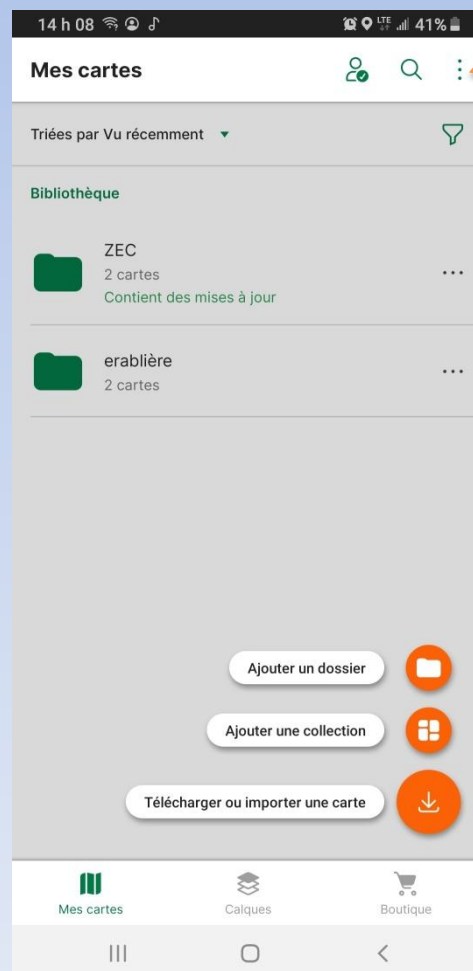 14 h 08 LTE 41%
Mes cartes
Triées par Vu récemment
Bibliothèque
ZEC
2 cartes
Contient des mises à jour
erablière
2 cartes
Ajouter un dossier
Ajouter une collection
Télécharger ou importer une carte
Mes cartes Calques Boutique